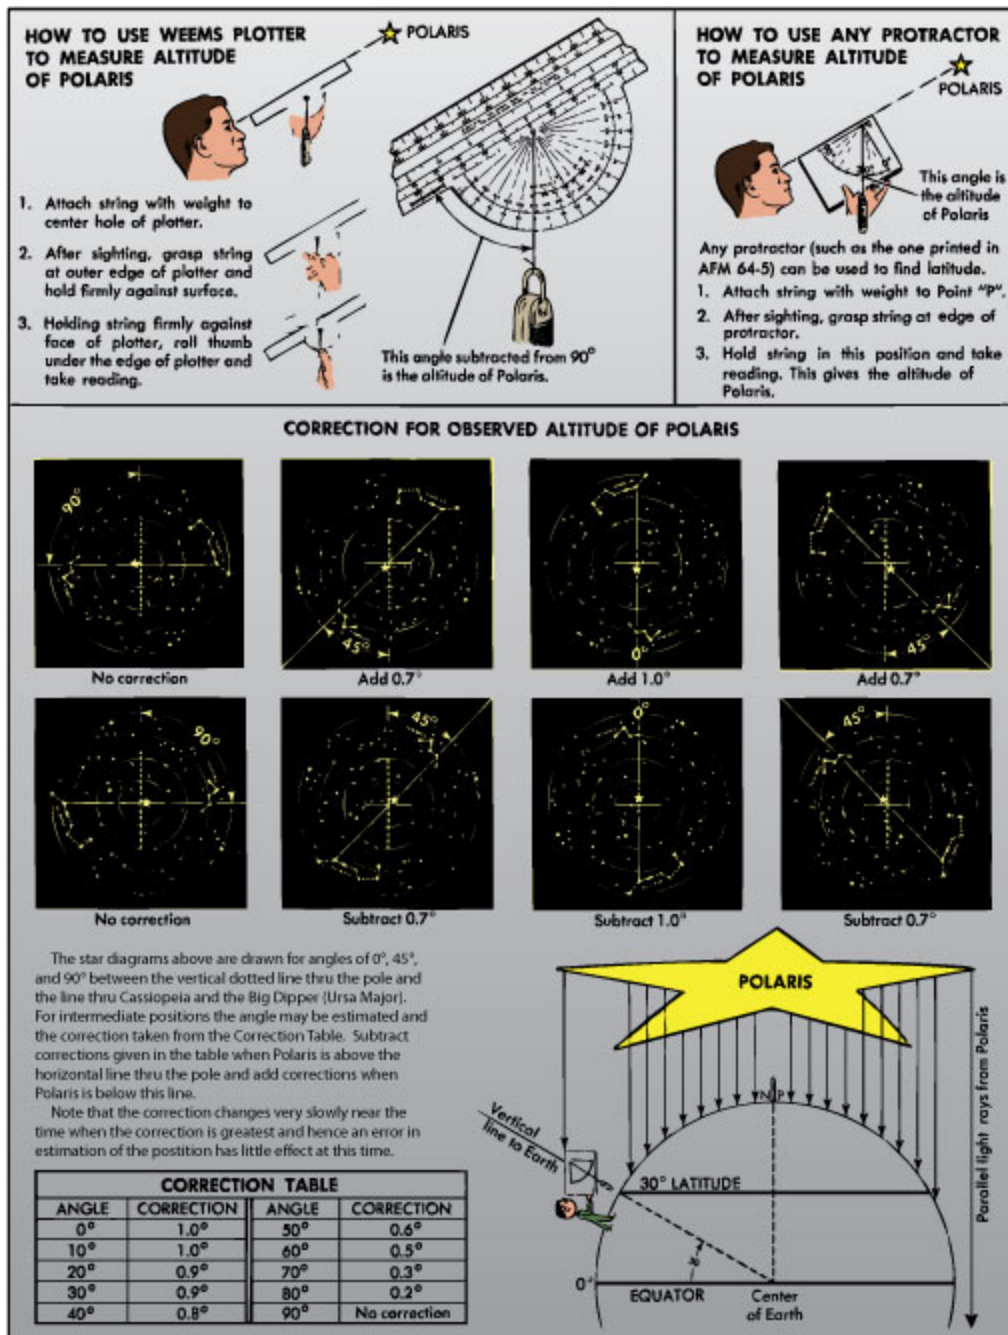 HOW TO USE WEEMS PLOTTER
TO MEASURE ALTITUDE
OF POLARIS
POLARIS
1. Attach string with weight to
center hole of plotter.
2. After sighting, grasp string
at outer edge of plotter and
hold firmly against surface.
3. Holding string firmly against
face of plotter, roll thumb
under the edge of plotter and
take reading.
This angle subtracted from 90°
is the altitude of Polaris.
HOW TO USE ANY PROTRACTOR
TO MEASURE ALTITUDE
OF POLARIS
POLARIS
This angle is
the altitude
of Polaris
Any protractor (such as the one printed in
AFM 64-5) can be used to find latitude.
1. Attach string with weight to Point "P".
2. After sighting, grasp string at edge of
protractor.
3. Hold string in this position and take
reading. This gives the altitude of
Polaris.
CORRECTION FOR OBSERVED ALTITUDE OF POLARIS
90°
No correction
45°
Add 0.7°
0°
Add 1.0°
45°
Add 0.7°
90°
No correction
45°
Subtract 0.7°
0°
Subtract 1.0°
45°
Subtract 0.7°
The star diagrams above are drawn for angles of 0°, 45°,
and 90° between the vertical dotted line thru the pole and
the line thru Cassiopeia and the Big Dipper (Ursa Major).
For intermediate positions the angle may be estimated and
the correction taken from the Correction Table. Subtract
corrections given in the table when Polaris is above the
horizontal line thru the pole and add corrections when
Polaris is below this line.
Note that the correction changes very slowly near the
time when the correction is greatest and hence an error in
estimation of the postition has little effect at this time.
CORRECTION TABLE
ANGLE CORRECTION ANGLE CORRECTION
0° 1.0° 50° 0.6°
10° 1.0° 60° 0.5°
20° 0.9° 70° 0.3°
30° 0.9° 80° 0.2°
40° 0.8° 90° No correction
POLARIS
N P
Vertical
line to Earth
30° LATITUDE
0°
EQUATOR
Center
of Earth
Parallel light rays from Polaris